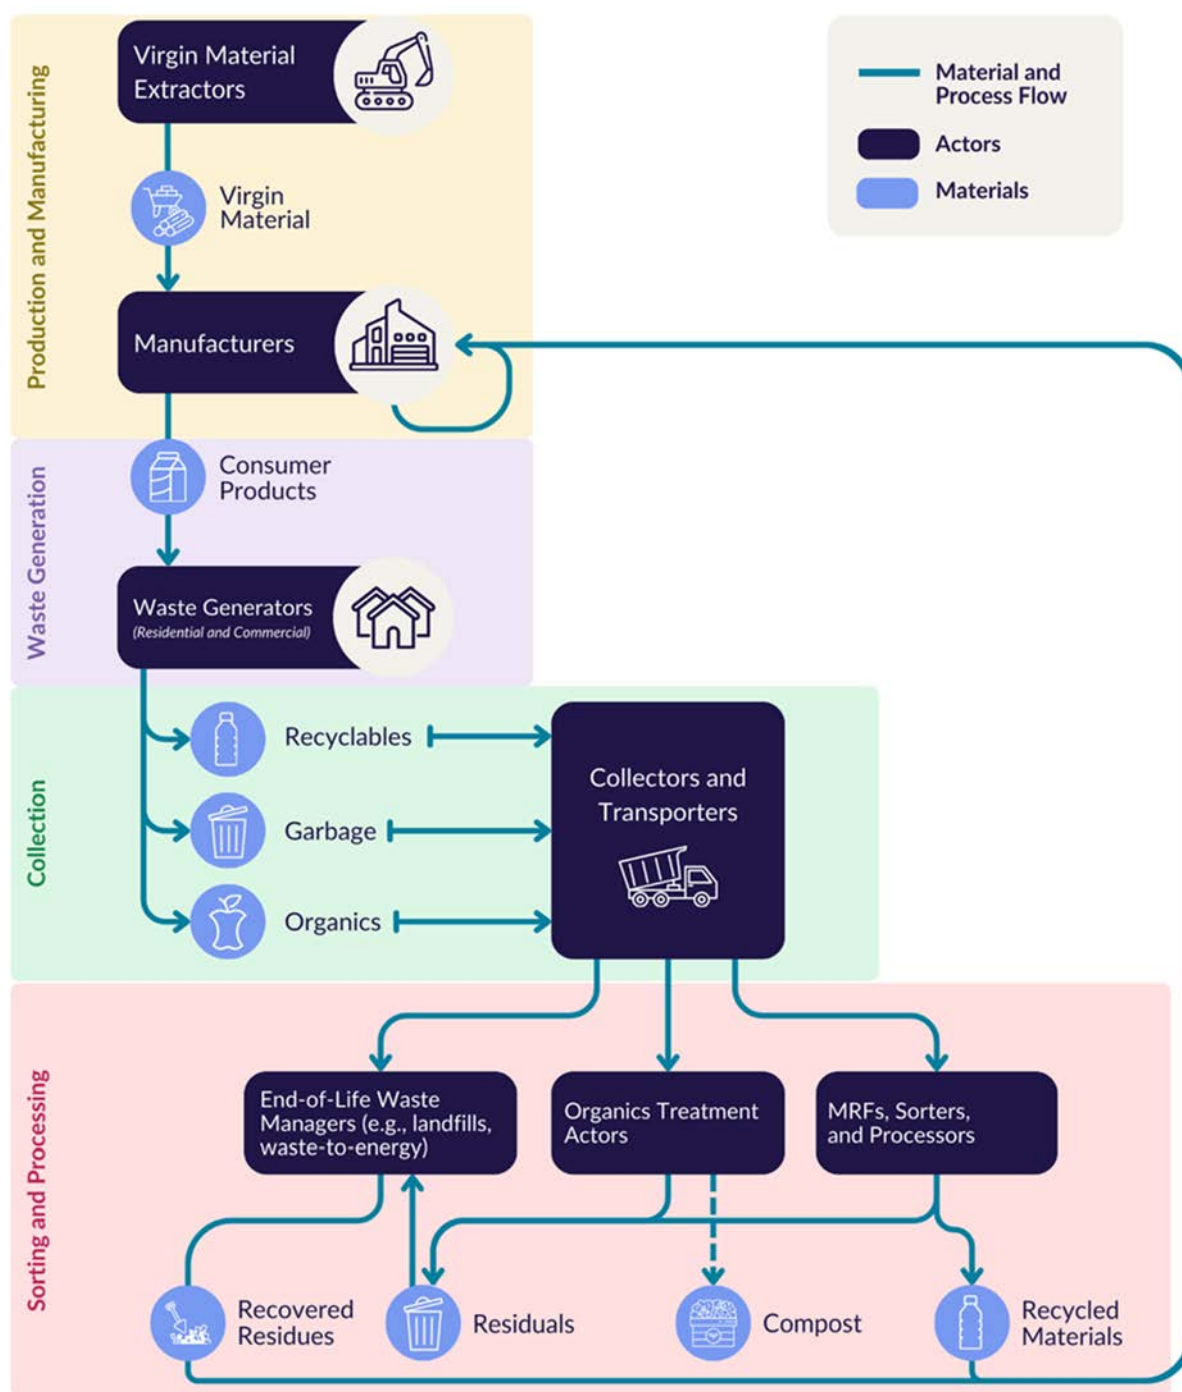 Production and Manufacturing
Virgin Material
Extractors
Virgin
Material
Manufacturers
Material and
Process Flow
Actors
Materials
Waste Generation
Consumer
Products
Waste Generators
(Residential and Commercial)
Collection
Recyclables
Garbage
Organics
Collectors and
Transporters
Sorting and Processing
End-of-Life Waste
Managers (e.g., landfills,
waste-to-energy)
Organics Treatment
Actors
MRFs, Sorters,
and Processors
Recovered
Residues
Residuals
Compost
Recycled
Materials